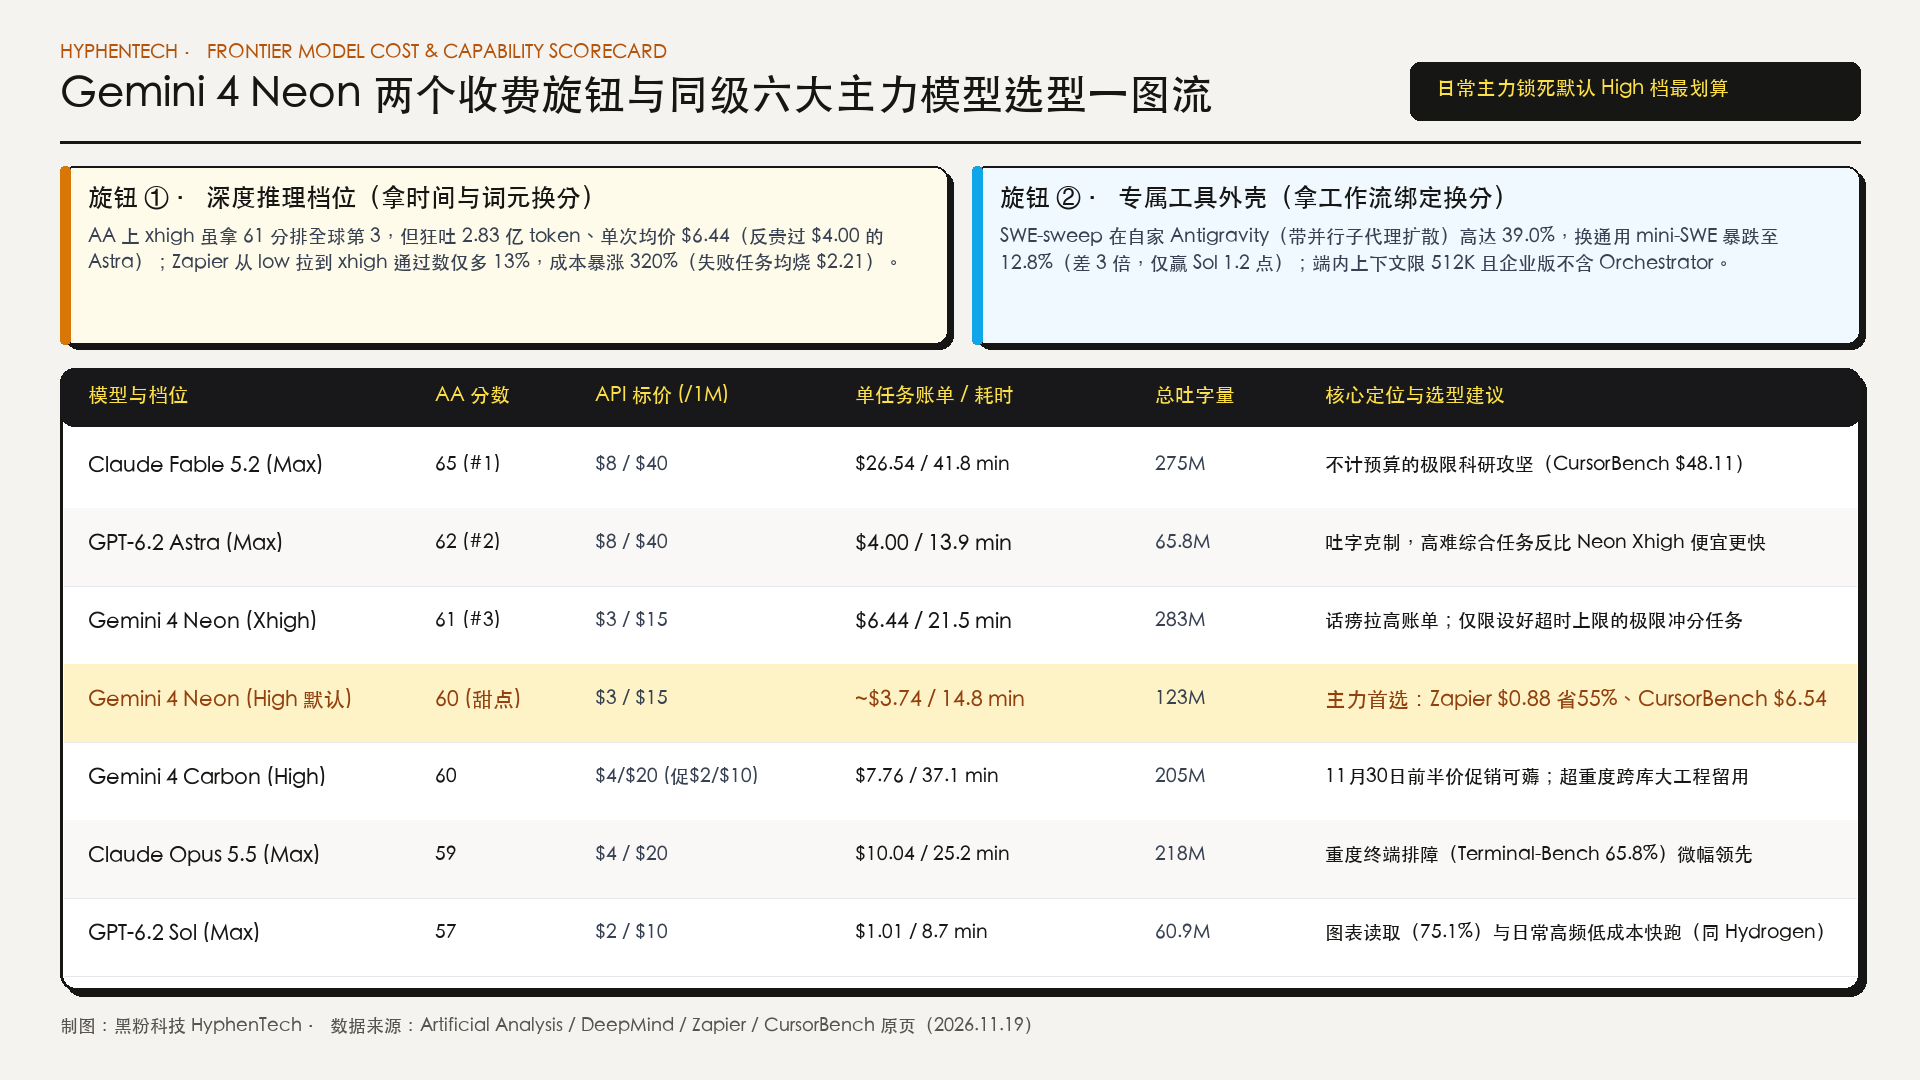 HYPHENTECH · FRONTIER MODEL COST & CAPABILITY SCORECARD
Gemini 4 Neon 两个收费旋钮与同级六大主力模型选型一图流
日常主力锁死默认 High 档最划算
旋钮 ① · 深度推理档位（拿时间与词元换分）
AA 上 xhigh 虽拿 61 分排全球第 3，但狂吐 2.83 亿 token、单次均价 $6.44（反贵过 $4.00 的
Astra）；Zapier 从 low 拉到 xhigh 通过数仅多 13%，成本暴涨 320%（失败任务均烧 $2.21）。
旋钮 ② · 专属工具外壳（拿工作流绑定换分）
SWE-sweep 在自家 Antigravity（带并行子代理扩散）高达 39.0%，换通用 mini-SWE 暴跌至
12.8%（差 3 倍，仅赢 Sol 1.2 点）；端内上下文限 512K 且企业版不含 Orchestrator。
模型与档位 AA 分数 API 标价 (/1M) 单任务账单 / 耗时 总吐字量 核心定位与选型建议
Claude Fable 5.2 (Max) 65 (#1) $8 / $40 $26.54 / 41.8 min 275M 不计预算的极限科研攻坚（CursorBench $48.11）
GPT-6.2 Astra (Max) 62 (#2) $8 / $40 $4.00 / 13.9 min 65.8M 吐字克制，高难综合任务反比 Neon Xhigh 便宜更快
Gemini 4 Neon (Xhigh) 61 (#3) $3 / $15 $6.44 / 21.5 min 283M 话痨拉高账单；仅限设好超时上限的极限冲分任务
Gemini 4 Neon (High 默认) 60 (甜点) $3 / $15 ~$3.74 / 14.8 min 123M 主力首选：Zapier $0.88 省55%、CursorBench $6.54
Gemini 4 Carbon (High) 60 $4/$20 (促$2/$10) $7.76 / 37.1 min 205M 11月30日前半价促销可薅；超重度跨库大工程留用
Claude Opus 5.5 (Max) 59 $4 / $20 $10.04 / 25.2 min 218M 重度终端排障（Terminal-Bench 65.8%）微幅领先
GPT-6.2 Sol (Max) 57 $2 / $10 $1.01 / 8.7 min 60.9M 图表读取（75.1%）与日常高频低成本快跑（同 Hydrogen）
制图：黑粉科技 HyphenTech · 数据来源：Artificial Analysis / DeepMind / Zapier / CursorBench 原页（2026.11.19）